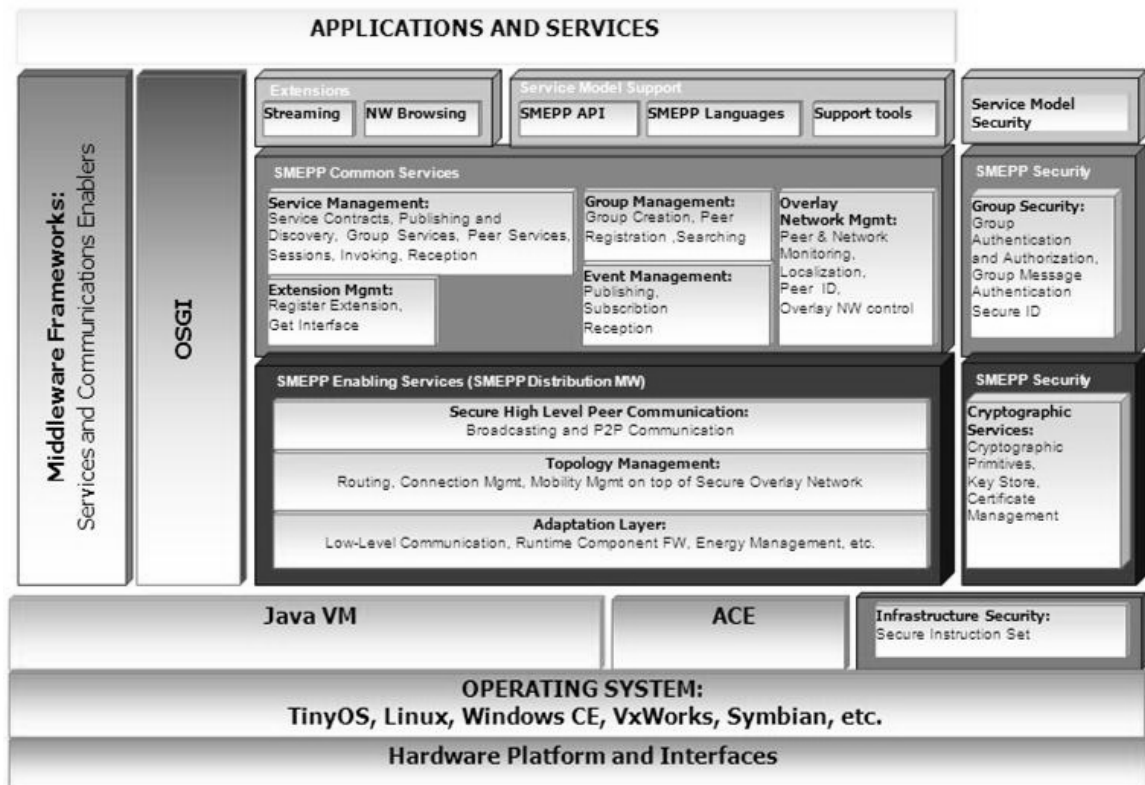 APPLICATIONS AND SERVICES
Middleware Frameworks:
Services and Communications Enablers
OSGI
Extensions
Streaming
NW Browsing
Service Model Support
SMEPP API
SMEPP Languages
Support tools
Service Model
Security
SMEPP Common Services
Service Management:
Service Contracts, Publishing and
Discovery, Group Services, Peer Services,
Sessions, Invoking, Reception
Extension Mgmt:
Register Extension,
Get Interface
Group Management:
Group Creation, Peer
Registration ,Searching
Event Management:
Publishing,
Subscribtion
Reception
Overlay
Network Mgmt:
Peer & Network
Monitoring,
Localization,
Peer ID,
Overlay NW control
SMEPP Security
Group Security:
Group
Authentication
and Authorization,
Group Message
Authentication
Secure ID
SMEPP Enabling Services (SMEPP Distribution MW)
Secure High Level Peer Communication:
Broadcasting and P2P Communication
Topology Management:
Routing, Connection Mgmt, Mobility Mgmt on top of Secure Overlay Network
Adaptation Layer:
Low-Level Communication, Runtime Component FW, Energy Management, etc.
SMEPP Security
Cryptographic
Services:
Cryptographic
Primitives,
Key Store,
Certificate
Management
Java VM
ACE
Infrastructure Security:
Secure Instruction Set
OPERATING SYSTEM:
TinyOS, Linux, Windows CE, VxWorks, Symbian, etc.
Hardware Platform and Interfaces